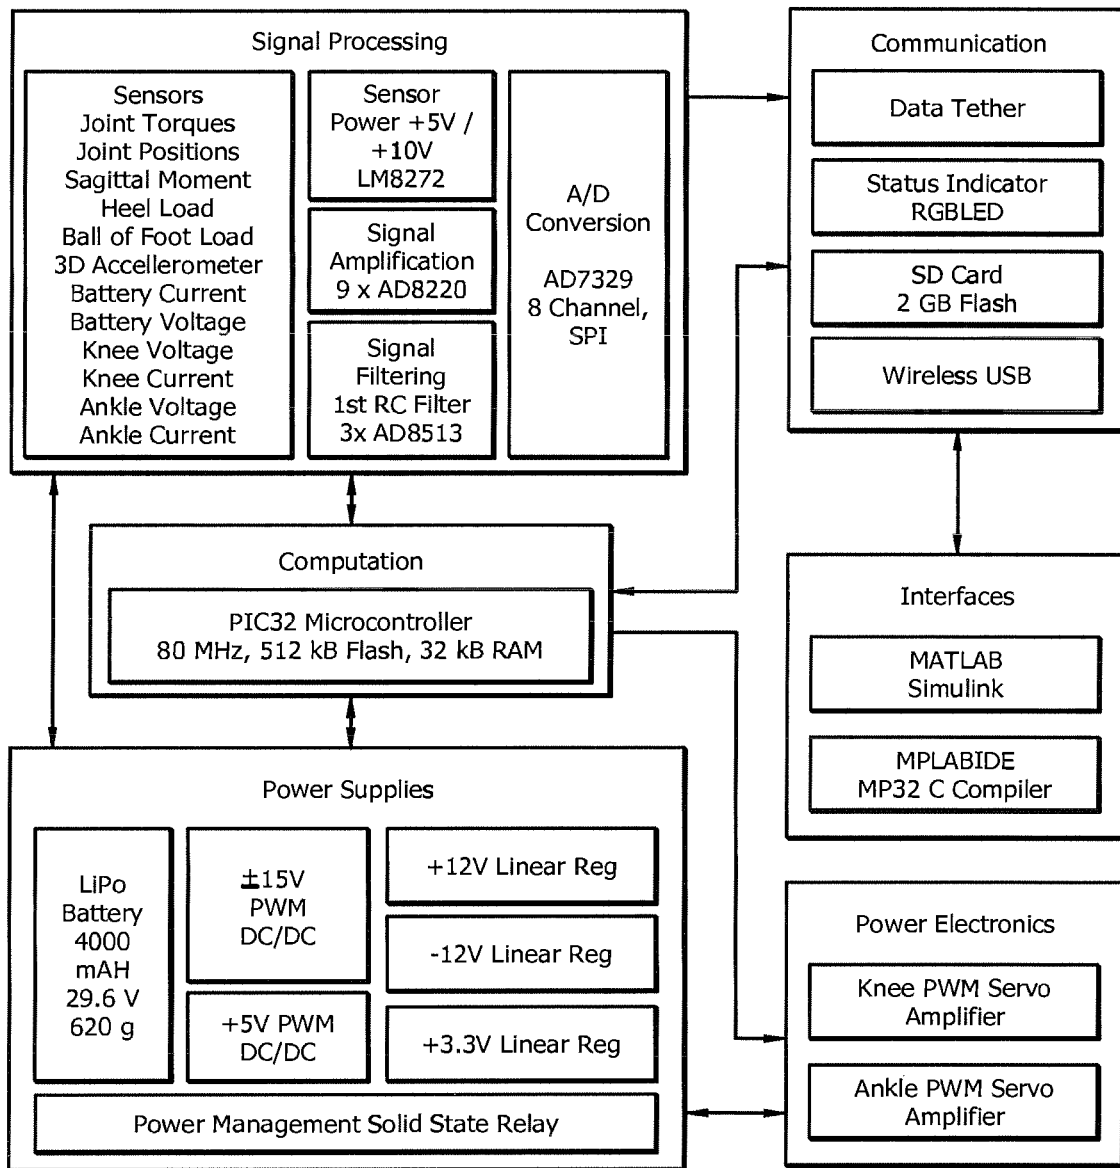 Signal Processing
Sensors
Joint Torques
Joint Positions
Sagittal Moment
Heel Load
Ball of Foot Load
3D Accellerometer
Battery Current
Battery Voltage
Knee Voltage
Knee Current
Ankle Voltage
Ankle Current
Sensor
Power +5V /
+10V
LM8272
Signal
Amplification
9 x AD8220
Signal
Filtering
1st RC Filter
3x AD8513
A/D
Conversion
AD7329
8 Channel,
SPI
Communication
Data Tether
Status Indicator
RGBLED
SD Card
2 GB Flash
Wireless USB
Computation
PIC32 Microcontroller
80 MHz, 512 kB Flash, 32 kB RAM
Interfaces
MATLAB
Simulink
MPLABIDE
MP32 C Compiler
Power Supplies
LiPo
Battery
4000
mAH
29.6 V
620 g
±15V
PWM
DC/DC
+5V PWM
DC/DC
+12V Linear Reg
-12V Linear Reg
+3.3V Linear Reg
Power Management Solid State Relay
Power Electronics
Knee PWM Servo
Amplifier
Ankle PWM Servo
Amplifier